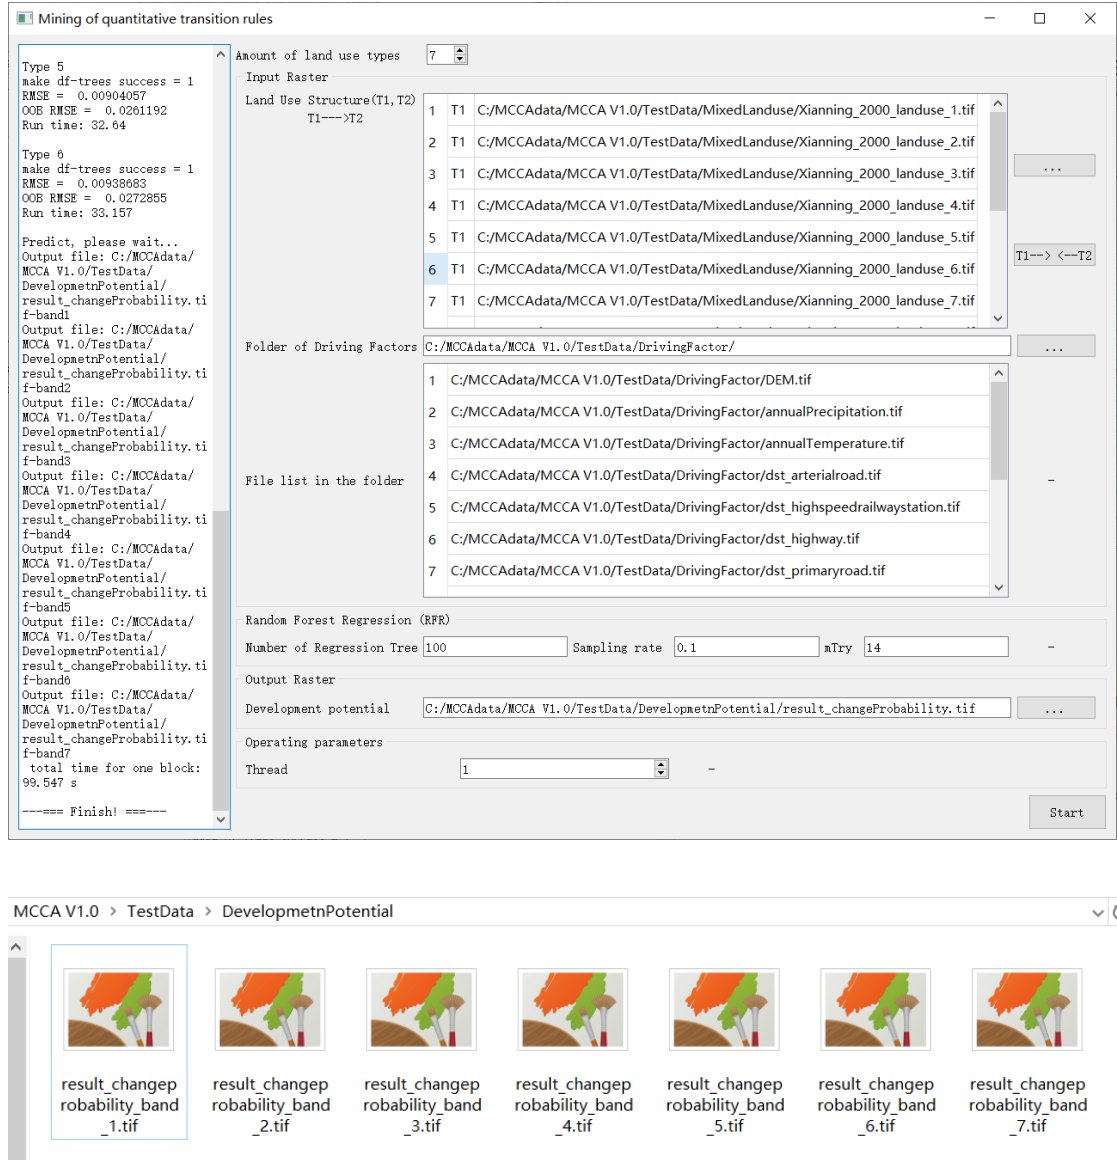 Mining of quantitative transition rules
Type 5
make df-trees success = 1
RMSE =  0.00904057
OOB RMSE =  0.0261192
Run time: 32.64
Type 6
make df-trees success = 1
RMSE =  0.00938683
OOB RMSE =  0.0272855
Run time: 33.157
Predict, please wait...
Output file: C:/MCCAdata/
MCCA V1.0/TestData/
DevelopmetnPotential/
result_changeProbability.ti
f-band1
Output file: C:/MCCAdata/
MCCA V1.0/TestData/
DevelopmetnPotential/
result_changeProbability.ti
f-band2
Output file: C:/MCCAdata/
MCCA V1.0/TestData/
DevelopmetnPotential/
result_changeProbability.ti
f-band3
Output file: C:/MCCAdata/
MCCA V1.0/TestData/
DevelopmetnPotential/
result_changeProbability.ti
f-band4
Output file: C:/MCCAdata/
MCCA V1.0/TestData/
DevelopmetnPotential/
result_changeProbability.ti
f-band5
Output file: C:/MCCAdata/
MCCA V1.0/TestData/
DevelopmetnPotential/
result_changeProbability.ti
f-band6
Output file: C:/MCCAdata/
MCCA V1.0/TestData/
DevelopmetnPotential/
result_changeProbability.ti
f-band7
total time for one block:
99.547 s
---=== Finish! ===---
Amount of land use types 7
Input Raster
Land Use Structure(T1,T2)
T1--->T2
1 T1 C:/MCCAdata/MCCA V1.0/TestData/MixedLanduse/Xianning_2000_landuse_1.tif
2 T1 C:/MCCAdata/MCCA V1.0/TestData/MixedLanduse/Xianning_2000_landuse_2.tif
3 T1 C:/MCCAdata/MCCA V1.0/TestData/MixedLanduse/Xianning_2000_landuse_3.tif
4 T1 C:/MCCAdata/MCCA V1.0/TestData/MixedLanduse/Xianning_2000_landuse_4.tif
5 T1 C:/MCCAdata/MCCA V1.0/TestData/MixedLanduse/Xianning_2000_landuse_5.tif
6 T1 C:/MCCAdata/MCCA V1.0/TestData/MixedLanduse/Xianning_2000_landuse_6.tif
7 T1 C:/MCCAdata/MCCA V1.0/TestData/MixedLanduse/Xianning_2000_landuse_7.tif
...
T1--> <--T2
Folder of Driving Factors C:/MCCAdata/MCCA V1.0/TestData/DrivingFactor/ ...
File list in the folder
1 C:/MCCAdata/MCCA V1.0/TestData/DrivingFactor/DEM.tif
2 C:/MCCAdata/MCCA V1.0/TestData/DrivingFactor/annualPrecipitation.tif
3 C:/MCCAdata/MCCA V1.0/TestData/DrivingFactor/annualTemperature.tif
4 C:/MCCAdata/MCCA V1.0/TestData/DrivingFactor/dst_arterialroad.tif
5 C:/MCCAdata/MCCA V1.0/TestData/DrivingFactor/dst_highspeedrailwaystation.tif
6 C:/MCCAdata/MCCA V1.0/TestData/DrivingFactor/dst_highway.tif
7 C:/MCCAdata/MCCA V1.0/TestData/DrivingFactor/dst_primaryroad.tif
-
Random Forest Regression (RFR)
Number of Regression Tree 100 Sampling rate 0.1 mTry 14 -
Output Raster
Development potential C:/MCCAdata/MCCA V1.0/TestData/DevelopmetnPotential/result_changeProbability.tif ...
Operating parameters
Thread 1 -
Start
MCCA V1.0 > TestData > DevelopmetnPotential
result_changep
robability_band
_1.tif
result_changep
robability_band
_2.tif
result_changep
robability_band
_3.tif
result_changep
robability_band
_4.tif
result_changep
robability_band
_5.tif
result_changep
robability_band
_6.tif
result_changep
robability_band
_7.tif